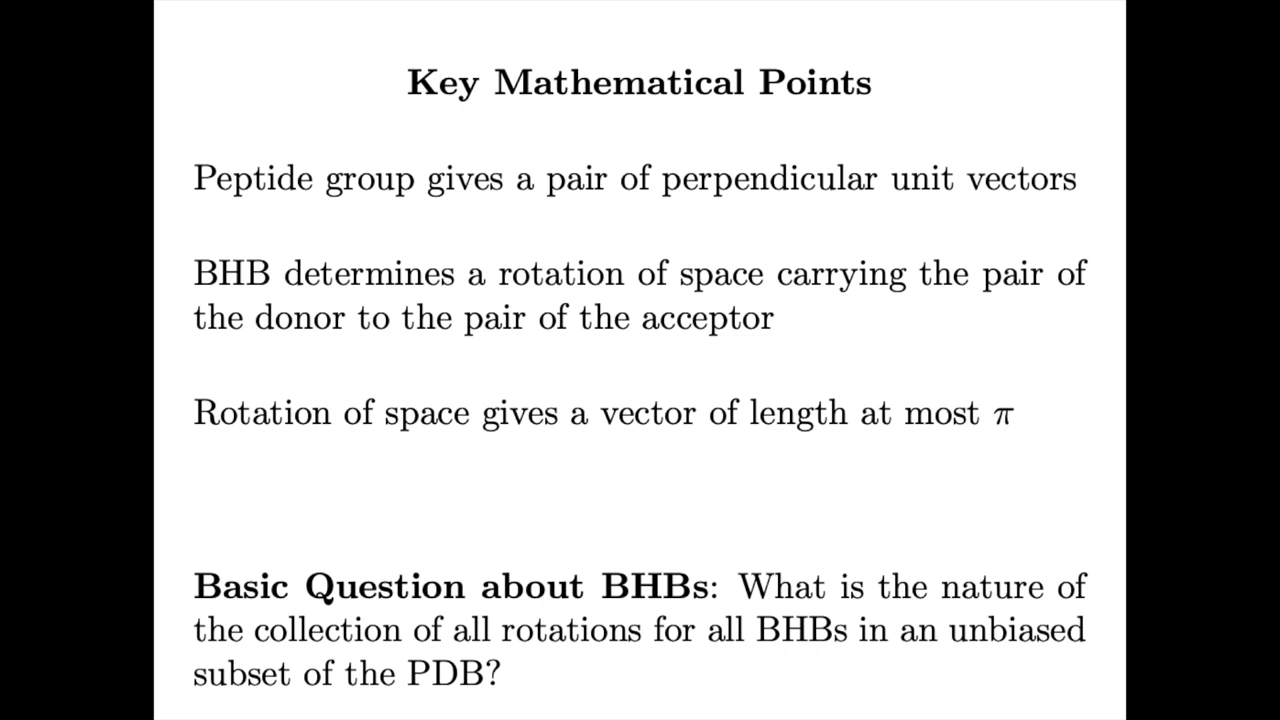 Key Mathematical Points
Peptide group gives a pair of perpendicular unit vectors
BHB determines a rotation of space carrying the pair of
the donor to the pair of the acceptor
Rotation of space gives a vector of length at most π
Basic Question about BHBs: What is the nature of
the collection of all rotations for all BHBs in an unbiased
subset of the PDB?